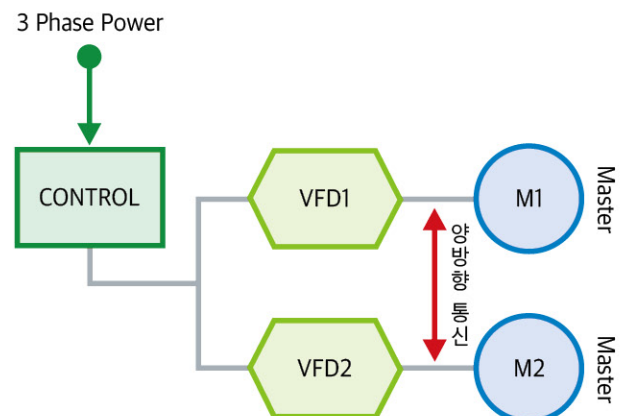 3 Phase Power
CONTROL
VFD1
M1
Master
양방향 통신
VFD2
M2
Master